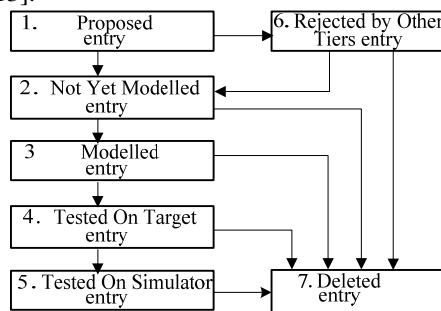 5].
1. Proposed
entry
6. Rejected by Other
Tiers entry
2. Not Yet Modelled
entry
3 Modelled
entry
4. Tested On Target
entry
5. Tested On Simulator
entry
7. Deleted
entry